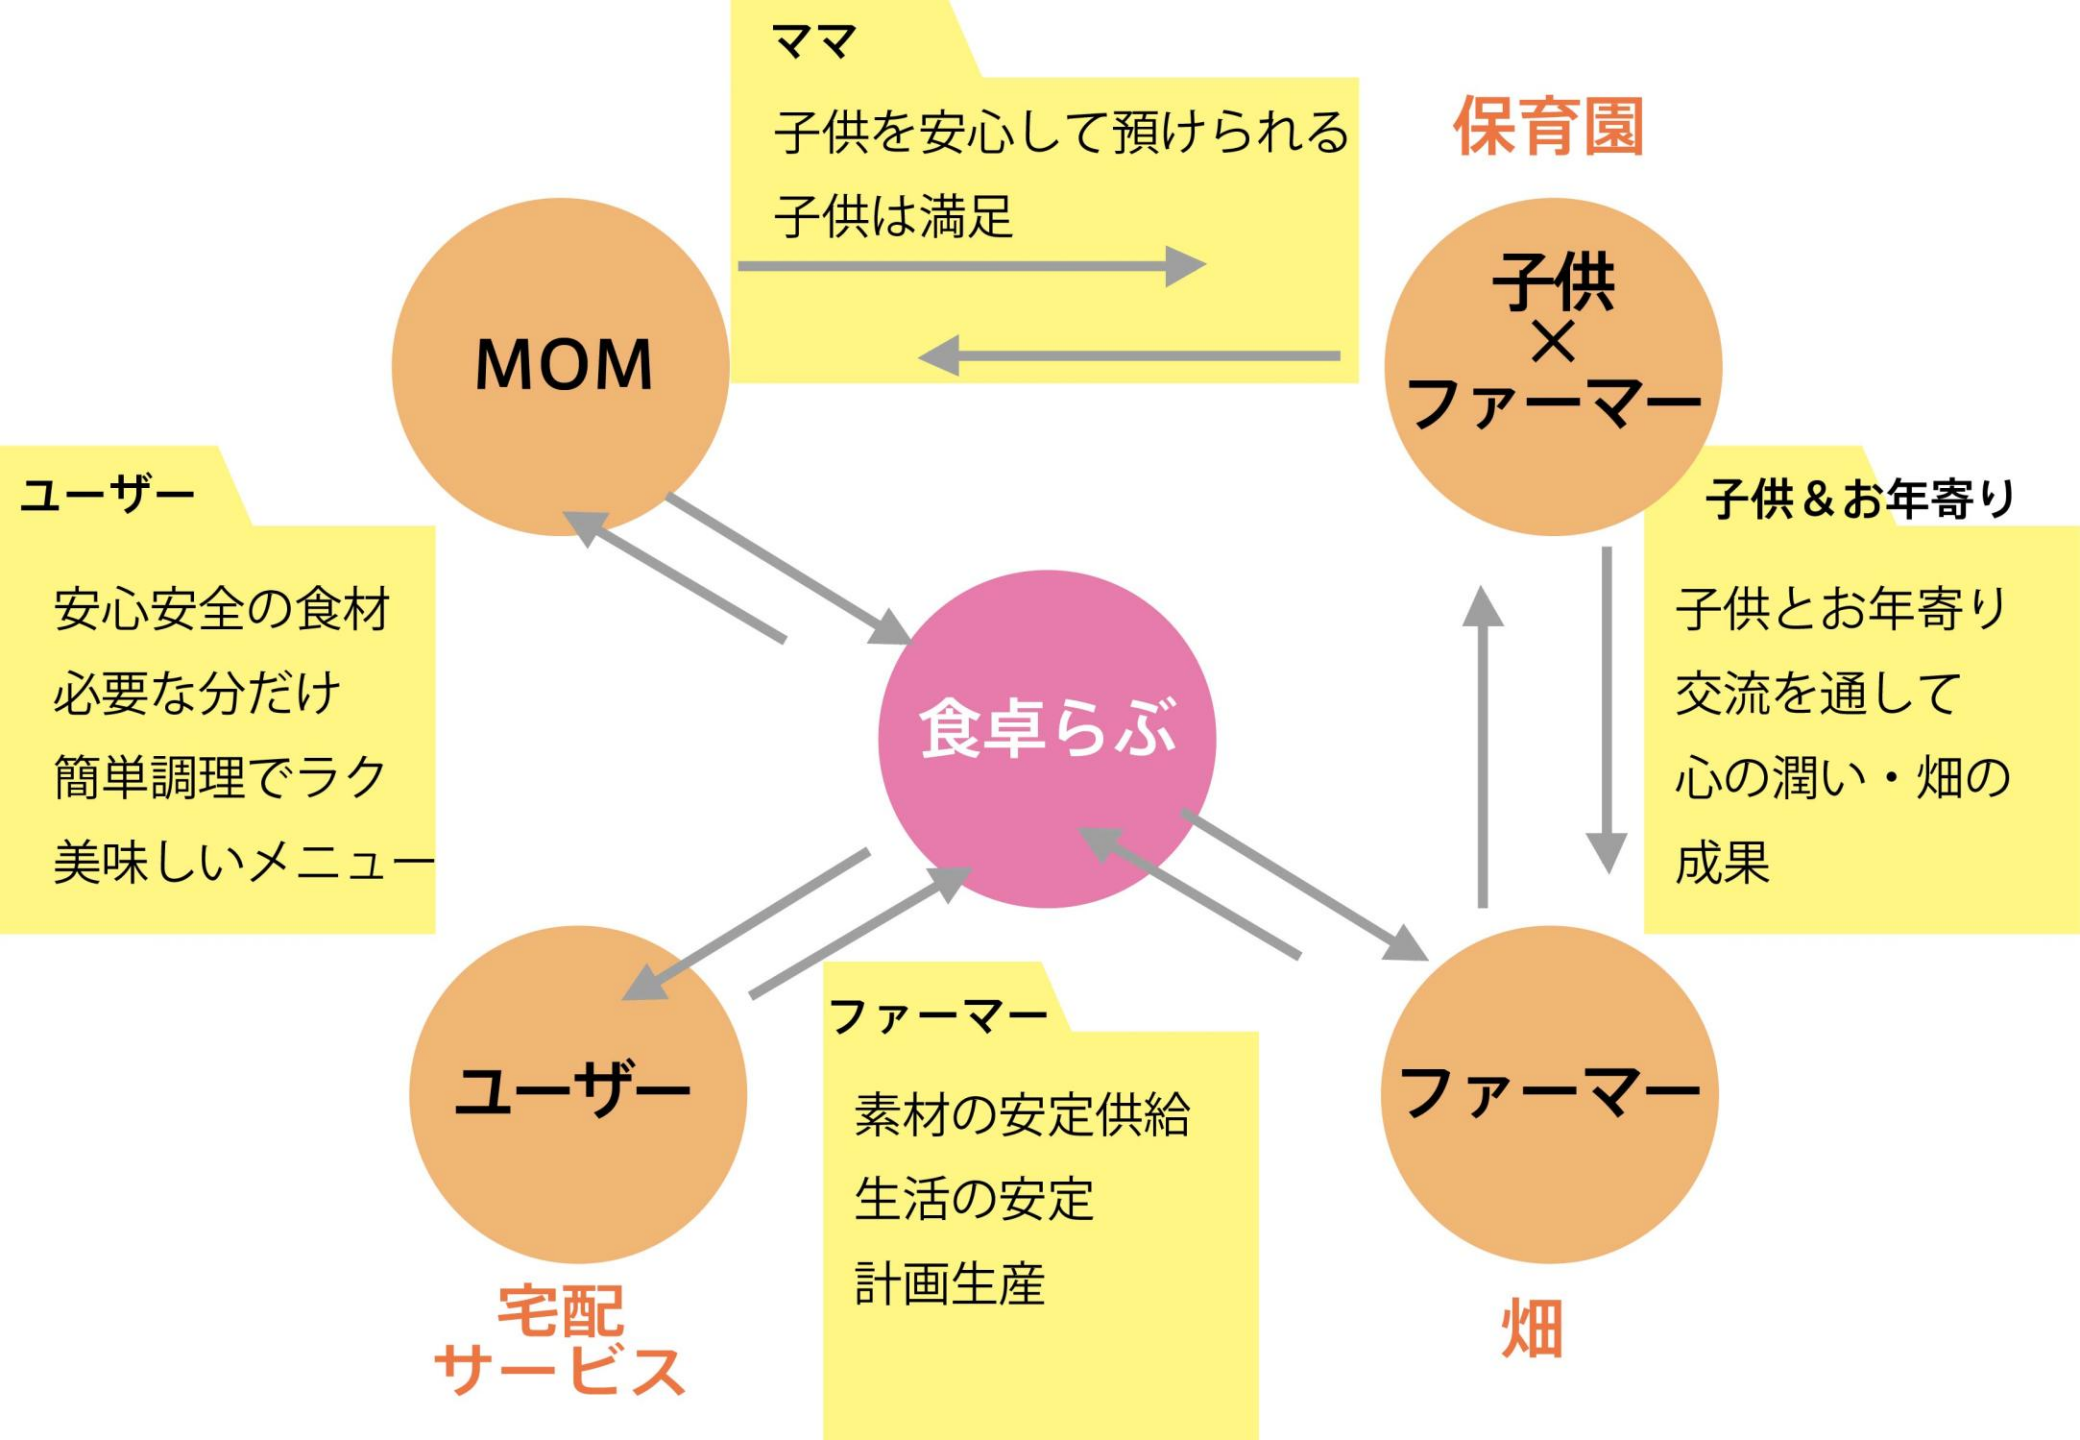 ママ
子供を安心して預けられる
子供は満足
保育園
MOM
子供
×
ファーマー
ユーザー
安心安全の食材
必要な分だけ
簡単調理でラク
美味しいメニュー
食卓らぶ
子供＆お年寄り
子供とお年寄り
交流を通して
心の潤い・畑の
成果
ユーザー
宅配
サービス
ファーマー
素材の安定供給
生活の安定
計画生産
ファーマー
畑